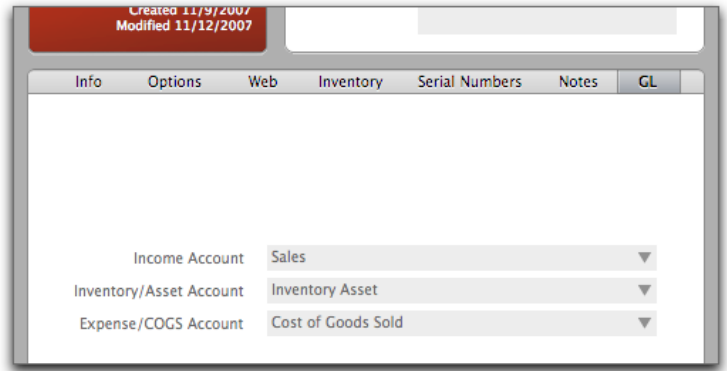 Created 11/9/2007
Modified 11/12/2007
Info Options Web Inventory Serial Numbers Notes GL
Income Account Sales
Inventory/Asset Account Inventory Asset
Expense/COGS Account Cost of Goods Sold